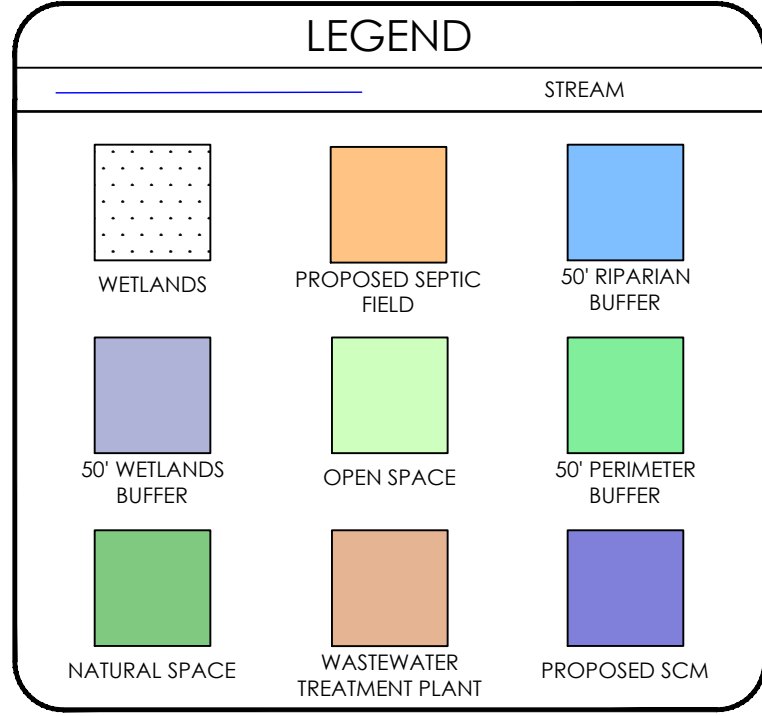 LEGEND
STREAM
WETLANDS
PROPOSED SEPTIC
FIELD
50' RIPARIAN
BUFFER
50' WETLANDS
BUFFER
OPEN SPACE
50' PERIMETER
BUFFER
NATURAL SPACE
WASTEWATER
TREATMENT PLANT
PROPOSED SCM